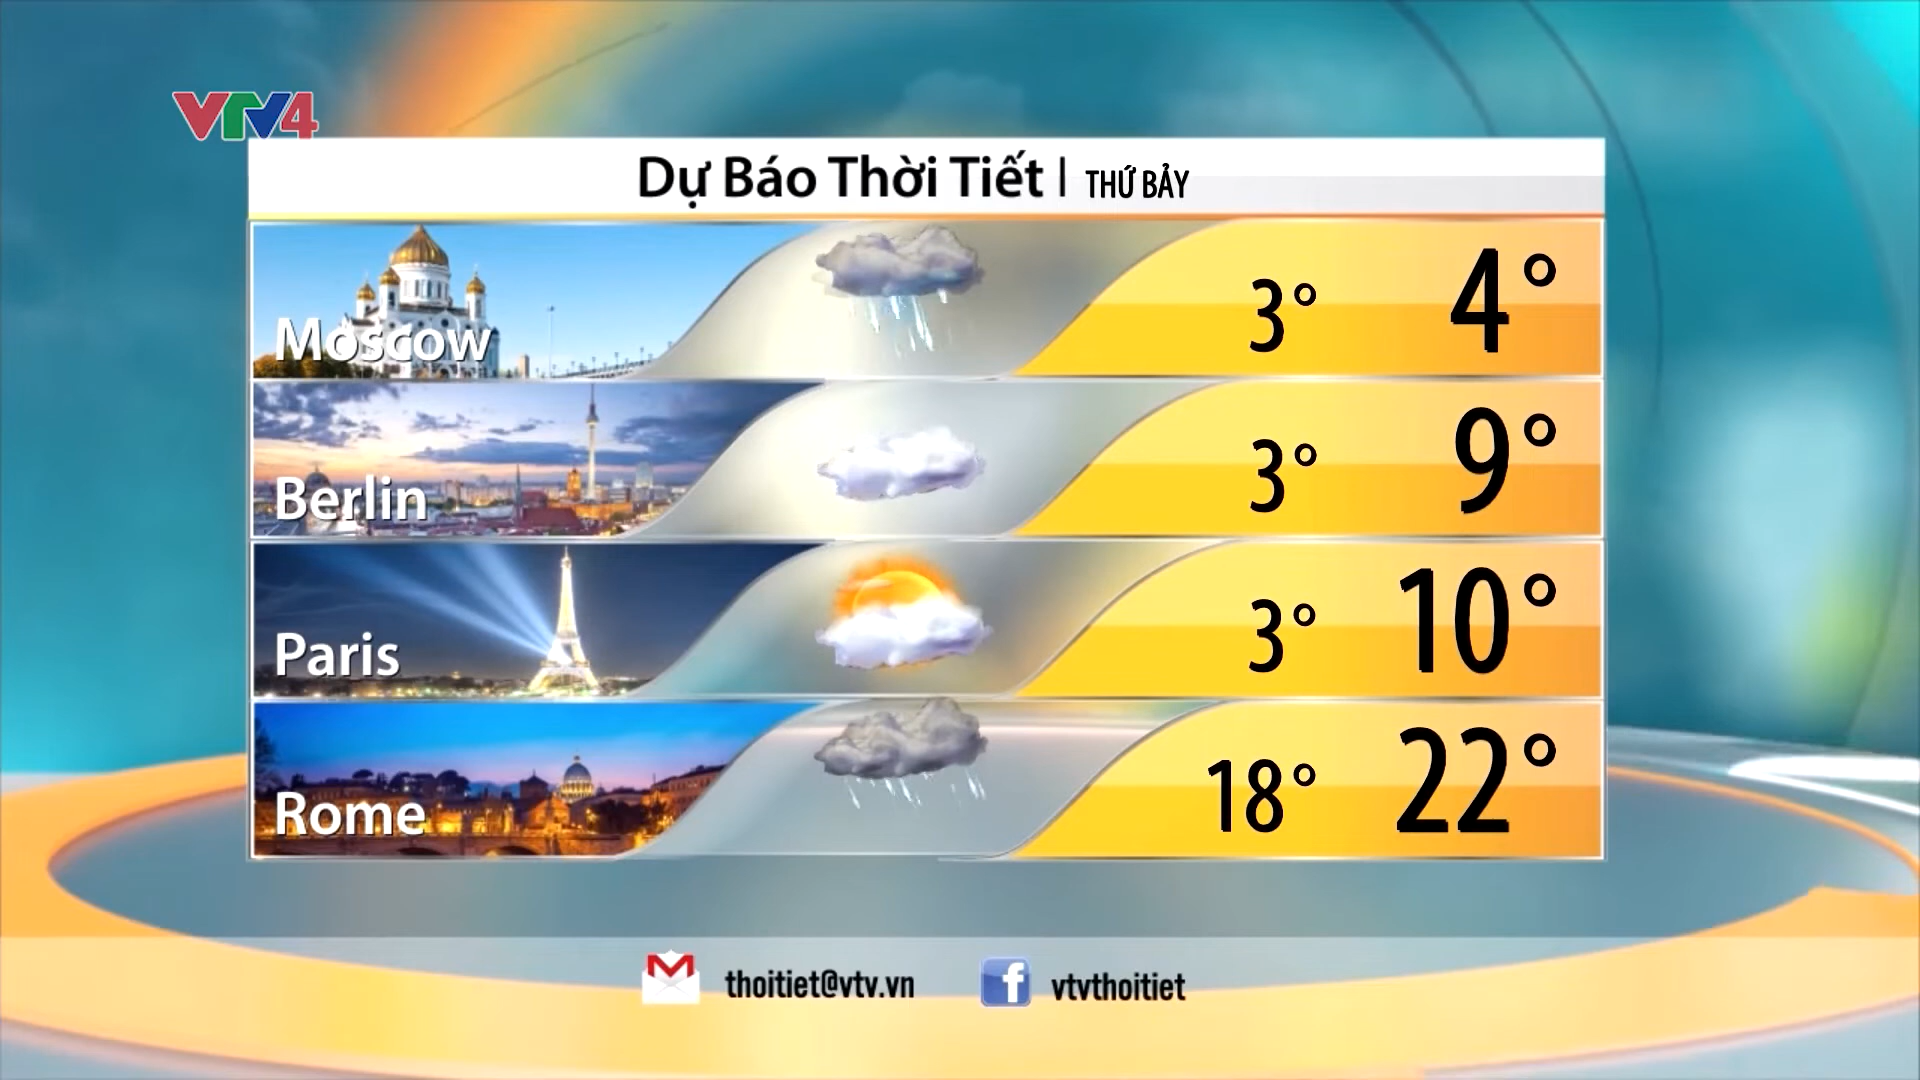 VTV4
Dự Báo Thời Tiết | THỨ BẢY
Moscow 3° 4°
Berlin 3° 9°
Paris 3° 10°
Rome 18° 22°
thoitiet@vtv.vn vtvthoitiet